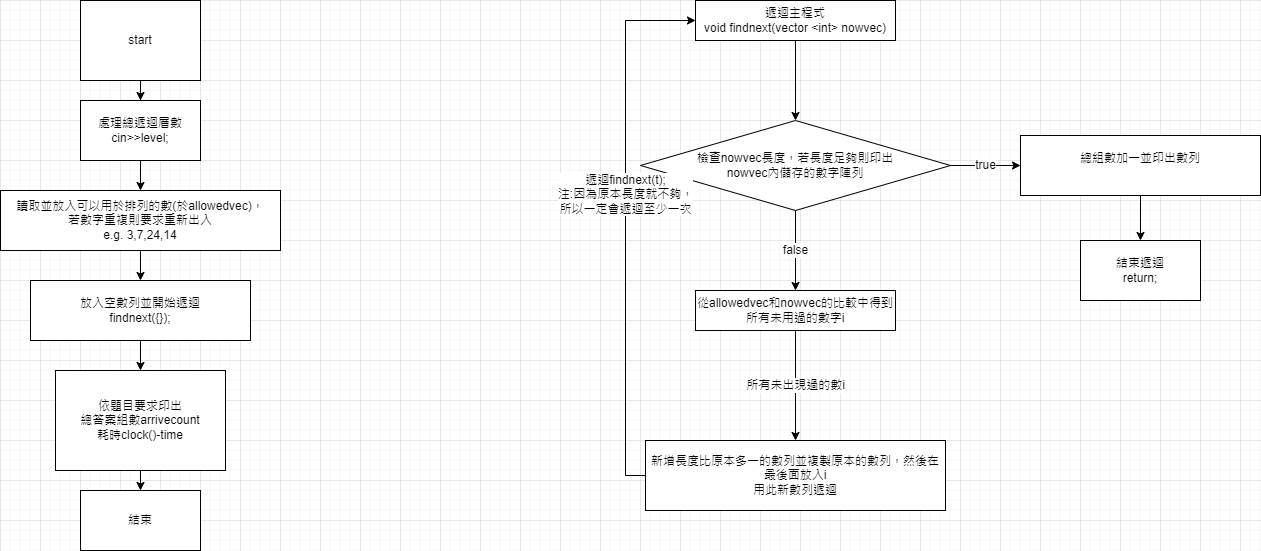 start
處理總遞迴層數
cin>>level;
讀取並放入可以用於排列的數(於allowedvec)，
若數字重複則要求重新出入
e.g. 3,7,24,14
放入空數列並開始遞迴
findnext({});
依題目要求印出
總答案組數arrivecount
耗時clock()-time
結束
遞迴主程式
void findnext(vector <int> nowvec)
檢查nowvec長度，若長度足夠則印出
nowvec內儲存的數字陣列
true
總組數加一並印出數列
結束遞迴
return;
false
從allowedvec和nowvec的比較中得到
所有未用過的數字i
所有未出現過的數i
新增長度比原本多一的數列並複製原本的數列，然後在
最後面放入i
用此新數列遞迴
遞迴findnext(t);
注:因為原本長度就不夠，
所以一定會遞迴至少一次